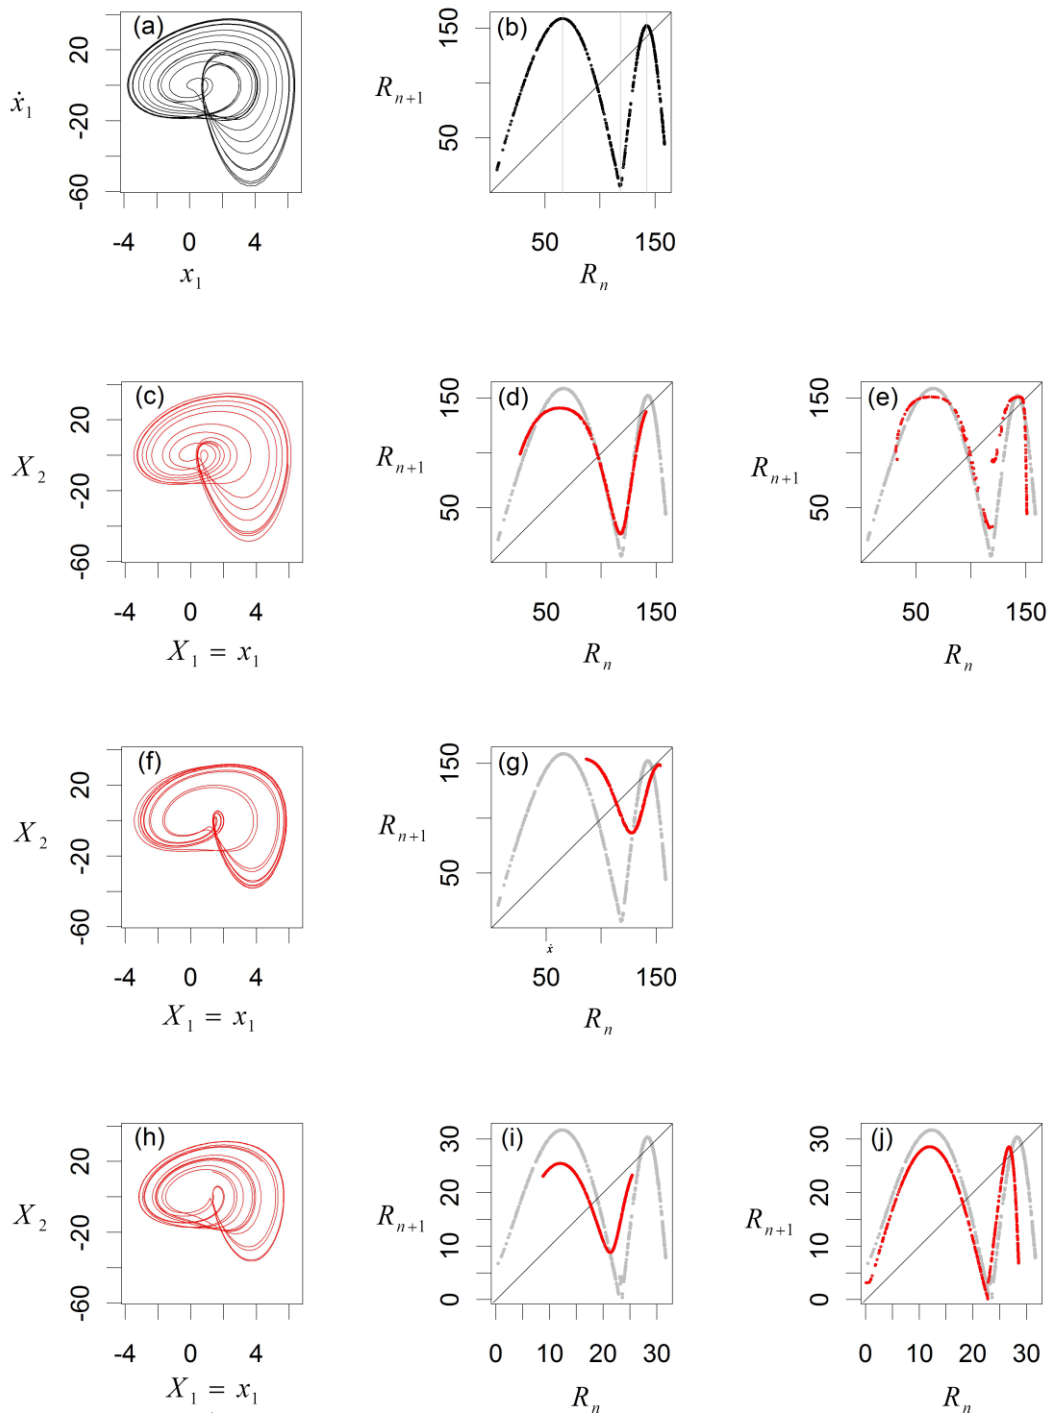 (a)
20
-20
-60
ẋ₁
-4 0 4
x₁
(b)
150
50
Rₙ₊₁
50 150
Rₙ
(c)
20
-20
-60
X₂
-4 0 4
X₁ = x₁
(d)
150
50
Rₙ₊₁
50 150
Rₙ
(e)
150
50
Rₙ₊₁
50 150
Rₙ
(f)
20
-20
-60
X₂
-4 0 4
X₁ = x₁
(g)
150
50
Rₙ₊₁
ẋ
50 150
Rₙ
(h)
20
-20
-60
X₂
-4 0 4
X₁ = x₁
(i)
30
20
10
0
Rₙ₊₁
0 10 20 30
Rₙ
(j)
30
20
10
0
Rₙ₊₁
0 10 20 30
Rₙ